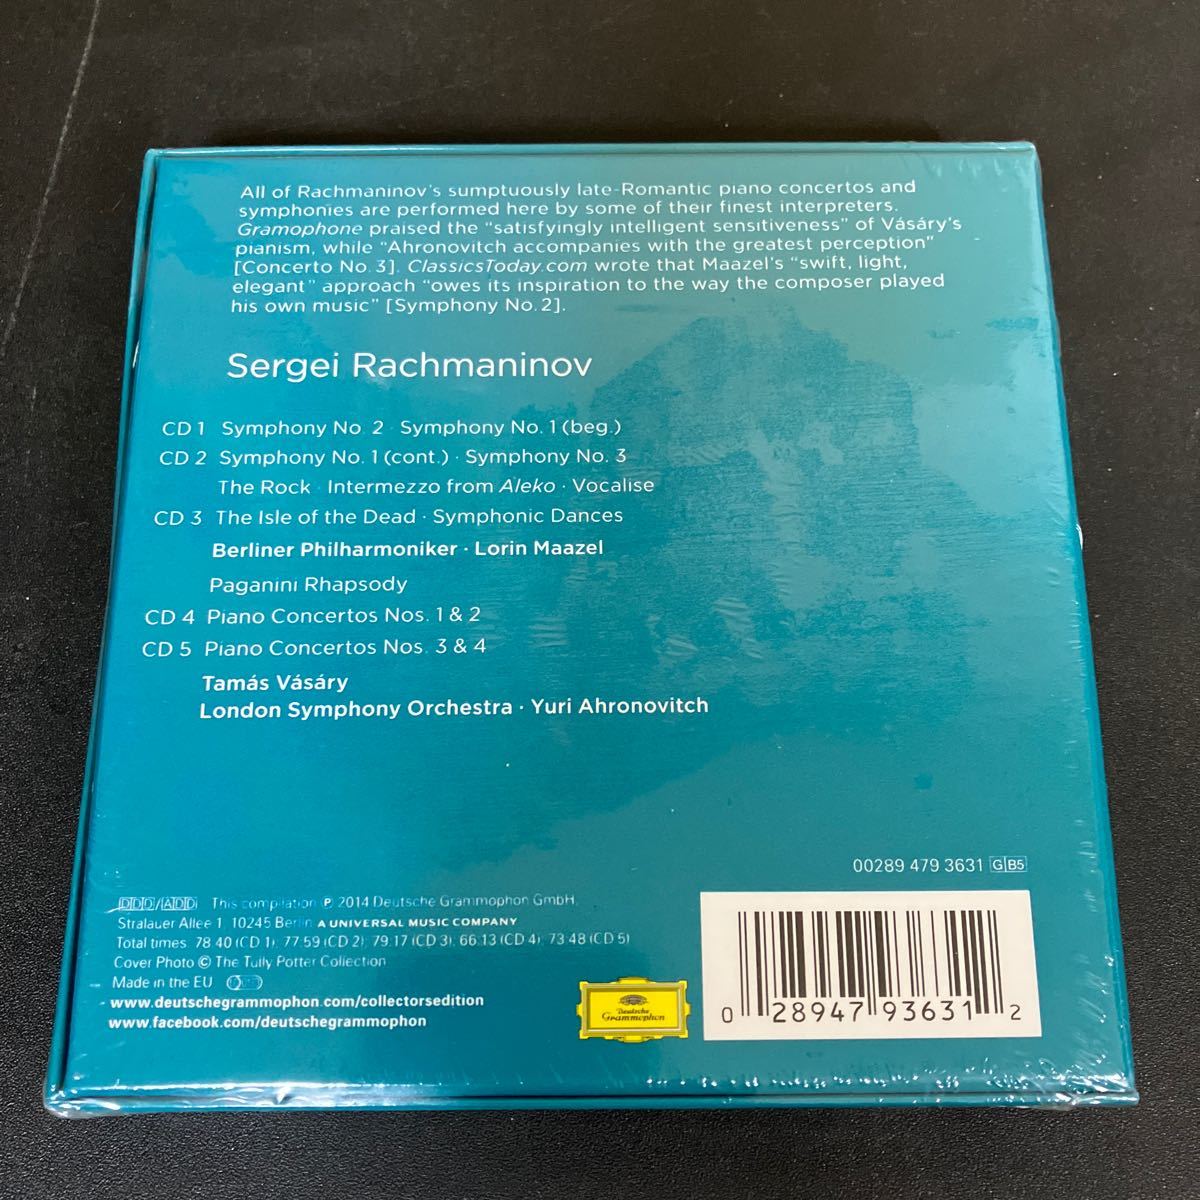 All of Rachmaninov's sumptuously late-Romantic piano concertos and
symphonies are performed here by some of their finest interpreters.
Gramophone praised the "satisfyingly intelligent sensitiveness" of Vásáry's
pianism, while "Ahronovitch accompanies with the greatest perception"
[Concerto No. 3]. ClassicsToday.com wrote that Maazel's "swift, light,
elegant" approach "owes its inspiration to the way the composer played
his own music" [Symphony No. 2].
Sergei Rachmaninov
CD 1 Symphony No. 2 · Symphony No. 1 (beg.)
CD 2 Symphony No. 1 (cont.) · Symphony No. 3
The Rock · Intermezzo from Aleko · Vocalise
CD 3 The Isle of the Dead · Symphonic Dances
Berliner Philharmoniker · Lorin Maazel
Paganini Rhapsody
CD 4 Piano Concertos Nos. 1 & 2
CD 5 Piano Concertos Nos. 3 & 4
Tamás Vásáry
London Symphony Orchestra · Yuri Ahronovitch
00289 479 3631 G B5
DDD/ADD This compilation ℗ 2014 Deutsche Grammophon GmbH,
Stralauer Allee 1, 10245 Berlin A UNIVERSAL MUSIC COMPANY
Total times: 78.40 (CD 1); 77.59 (CD 2); 79.17 (CD 3); 66.13 (CD 4); 73.48 (CD 5)
Cover Photo © The Tully Potter Collection
Made in the EU
www.deutschegrammophon.com/collectorsedition
www.facebook.com/deutschegrammophon
Deutsche
Grammophon
0 28947 93631 2